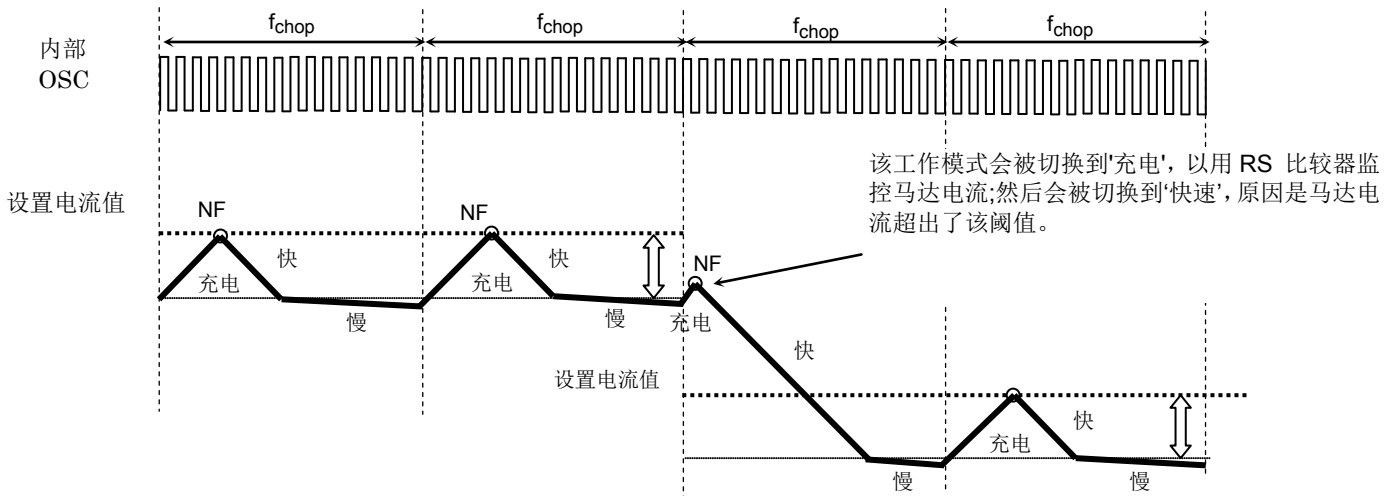 f_chop f_chop f_chop f_chop
内部
OSC
该工作模式会被切换到'充电'，以用 RS 比较器监
控马达电流;然后会被切换到‘快速’，原因是马达电
流超出了该阈值。
设置电流值
NF NF NF
快 快
充电 充电
慢 慢 充电
快
设置电流值
快
充电
慢 慢